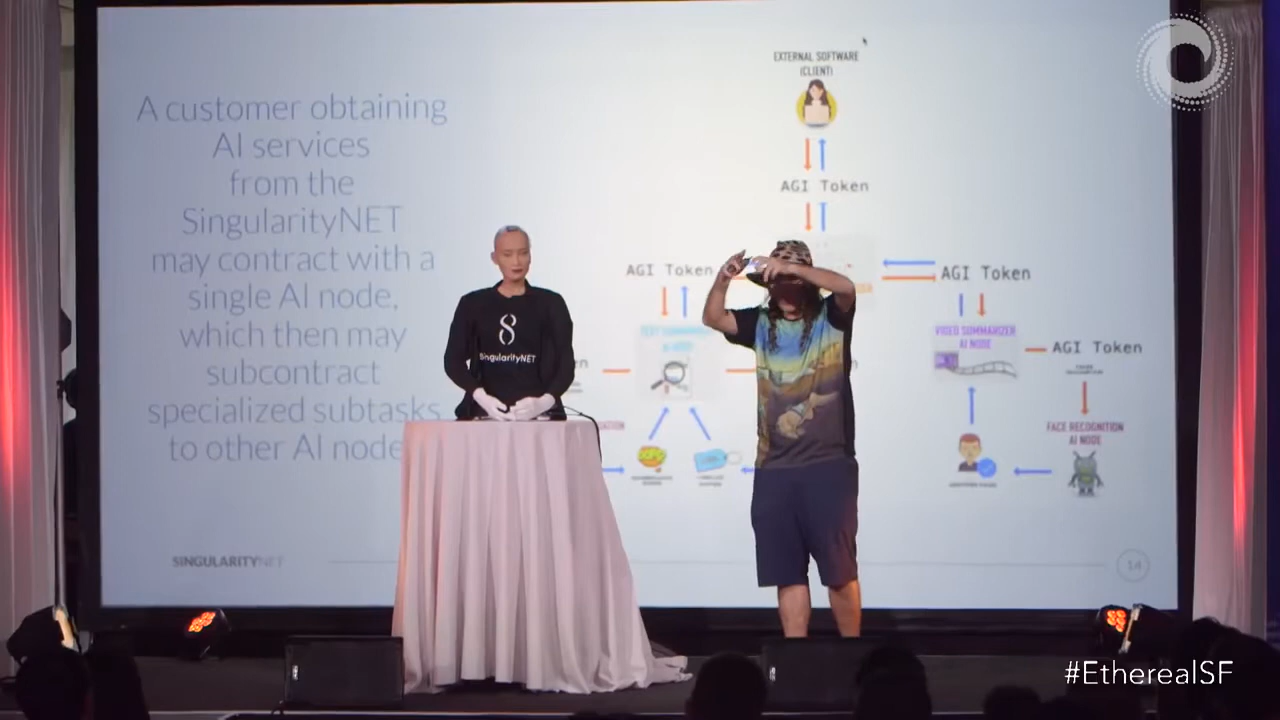 A customer obtaining
AI services
from the
SingularityNET
may contract with a
single AI node,
which then may
subcontract
specialized subtasks
to other AI node
EXTERNAL SOFTWARE
(CLIENT)
AGI Token
AGI Token
AGI Token
VIDEO SUMMARIZER
AI NODE
AGI Token
FACE RECOGNITION
AI NODE
8
SingularityNET
SINGULARITYNET
14
#EtherealSF